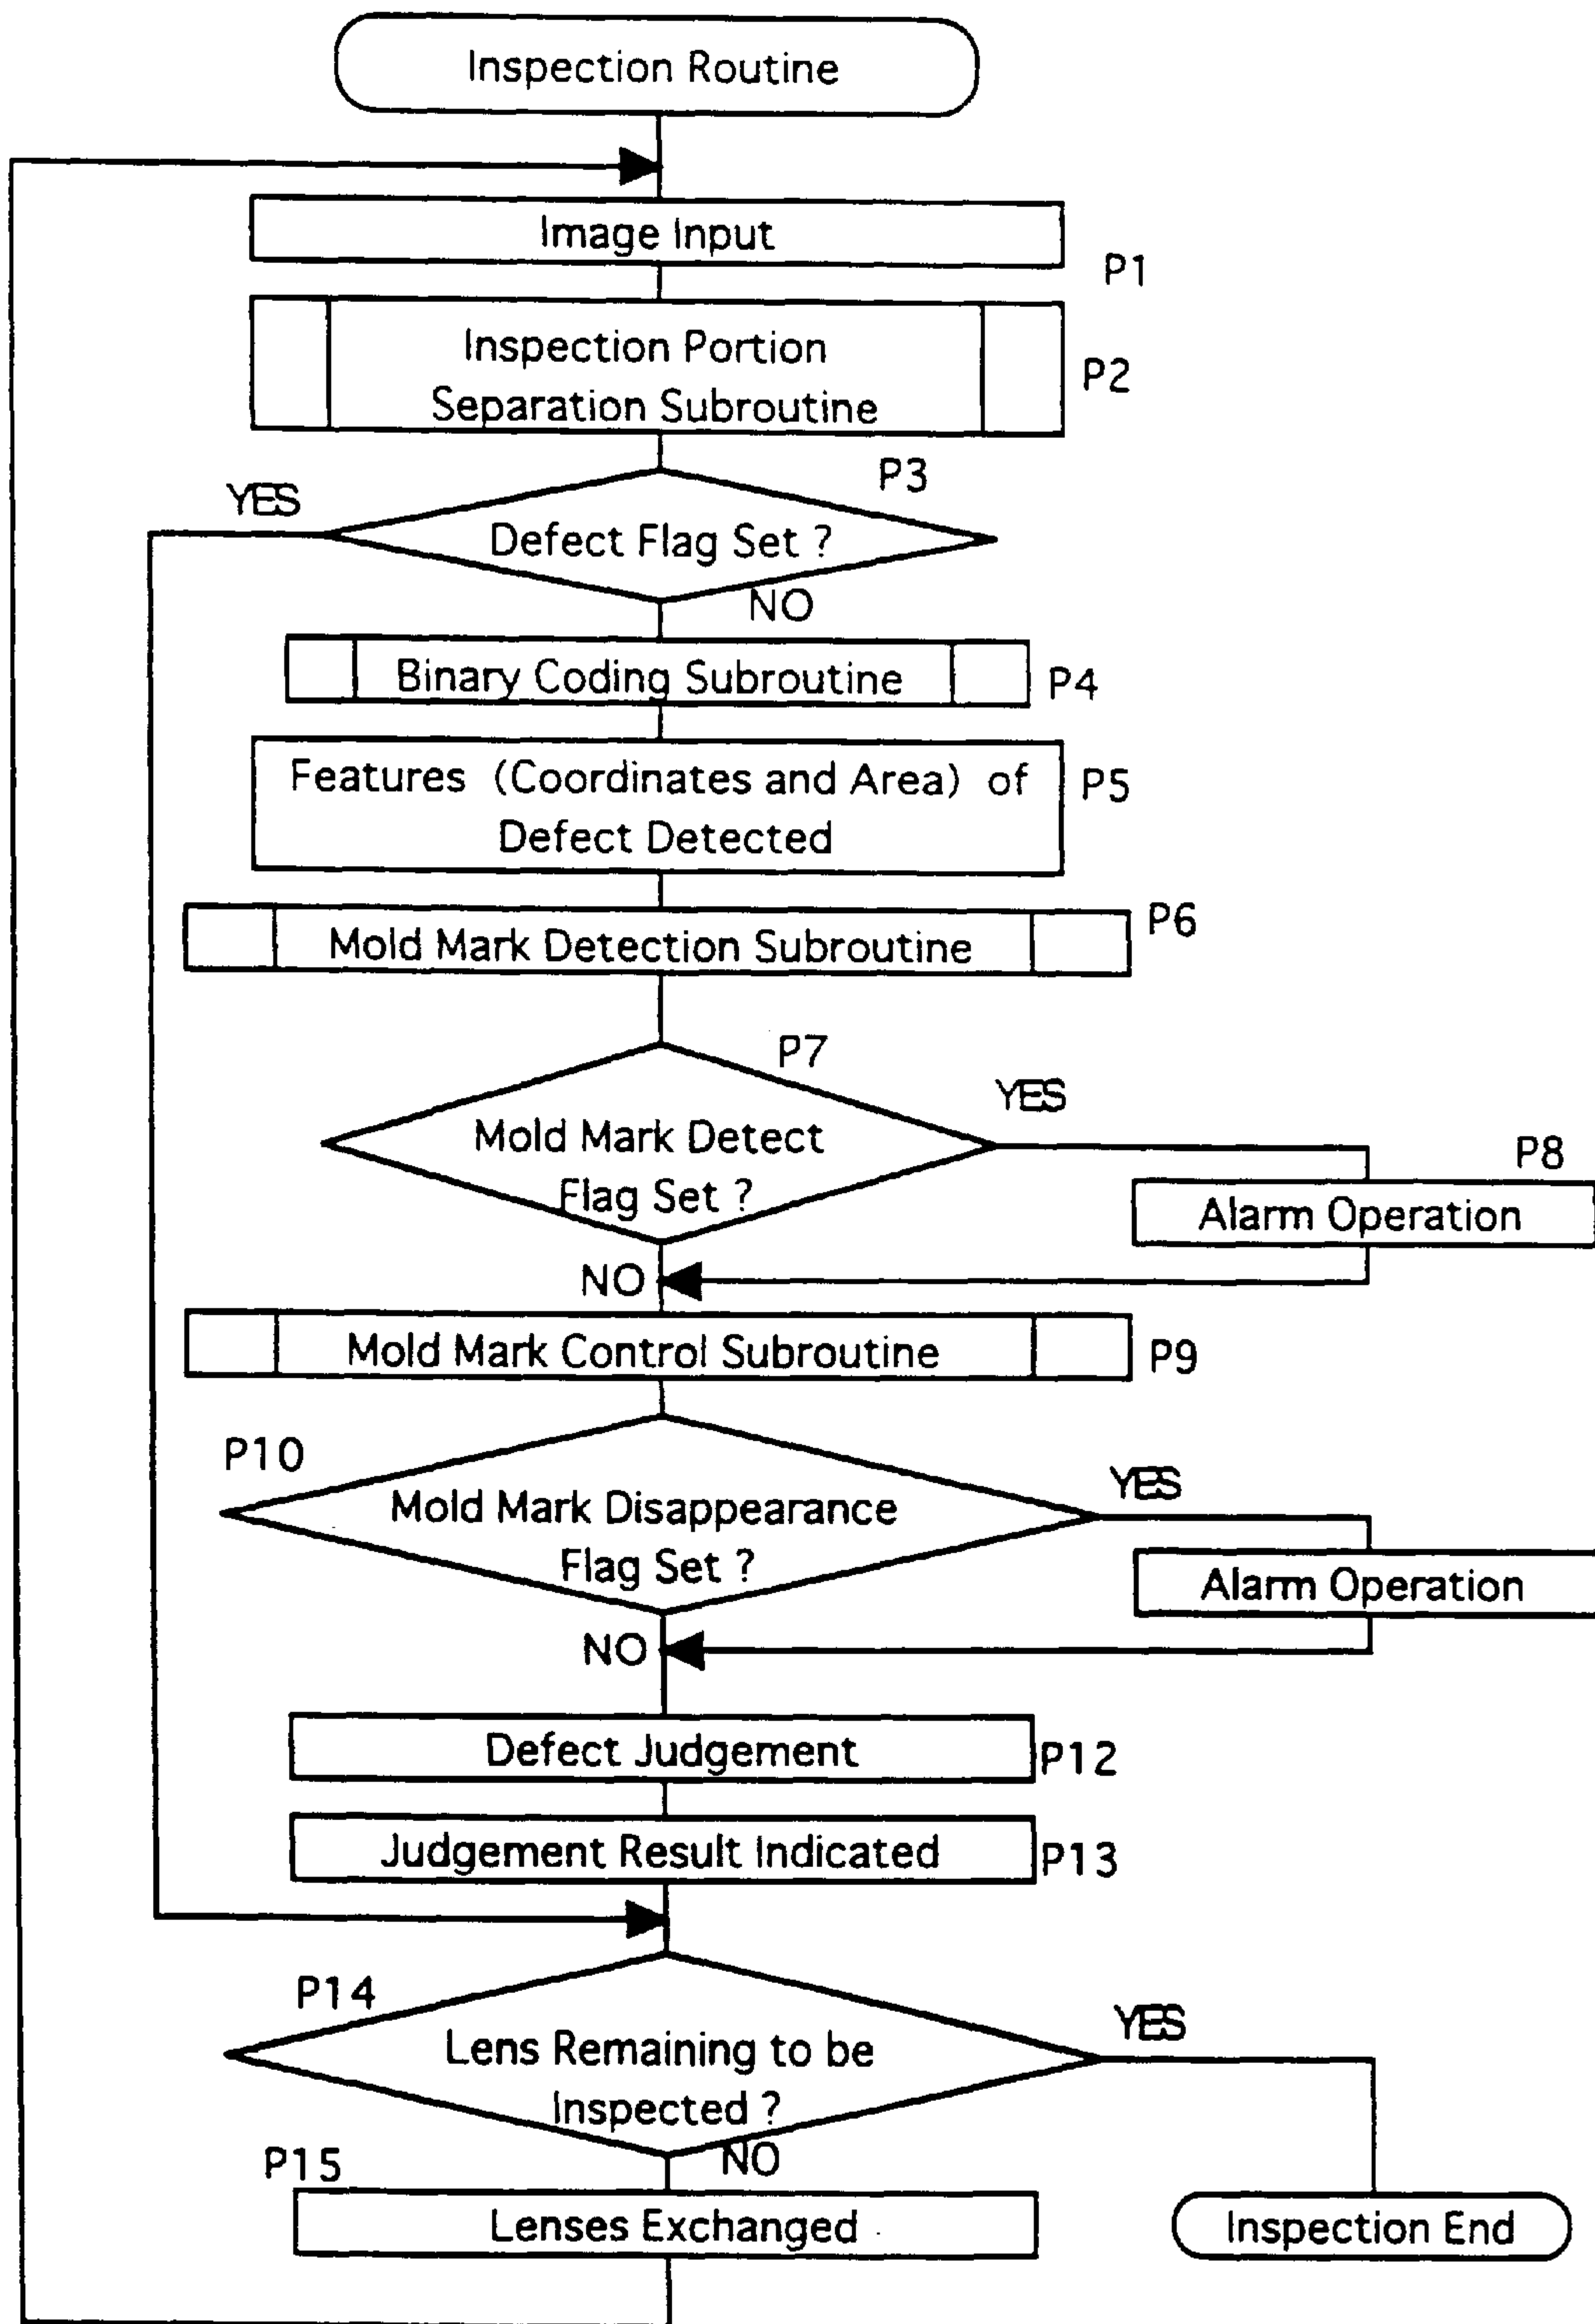 Inspection Routine
Image Input
P1
Inspection Portion
Separation Subroutine
P2
P3
YES
Defect Flag Set ?
NO
Binary Coding Subroutine
P4
Features (Coordinates and Area) of
Defect Detected
P5
P6
Mold Mark Detection Subroutine
P7
YES
Mold Mark Detect
Flag Set ?
P8
Alarm Operation
NO
Mold Mark Control Subroutine
P9
P10
YES
Mold Mark Disappearance
Flag Set ?
Alarm Operation
NO
Defect Judgement
P12
Judgement Result Indicated
P13
P14
YES
Lens Remaining to be
Inspected ?
NO
P15
Lenses Exchanged
Inspection End